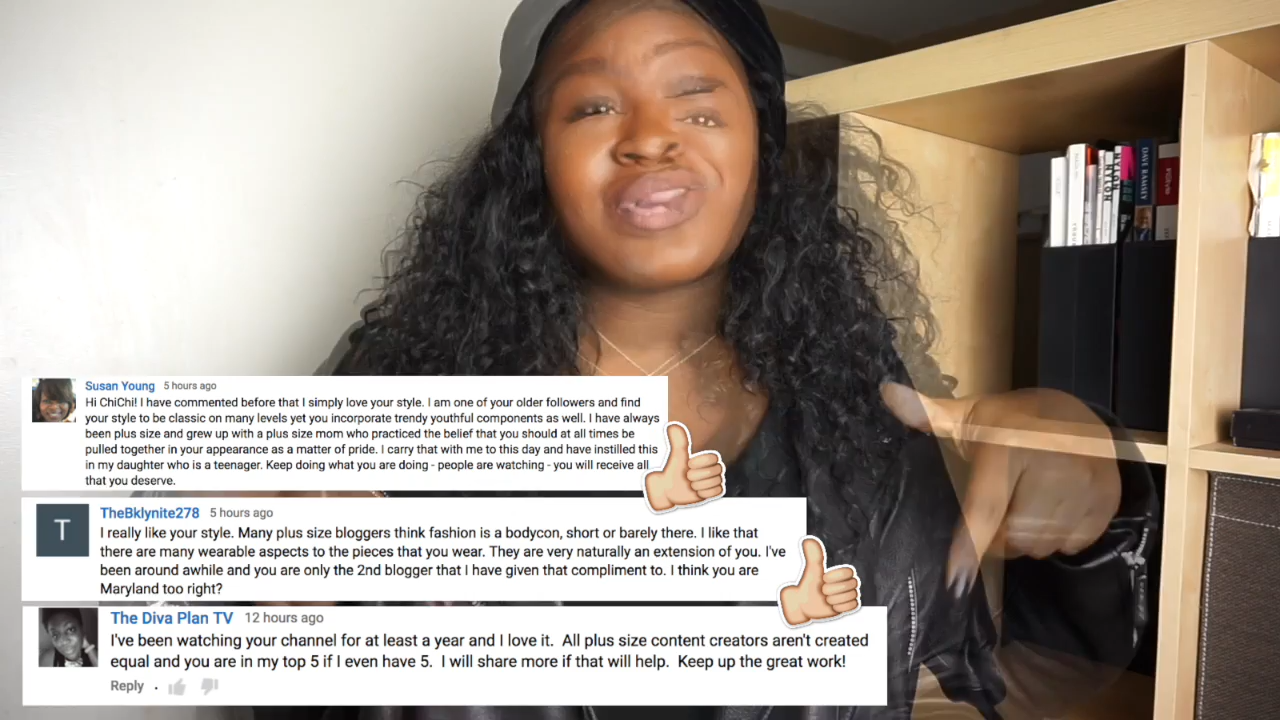 Susan Young 5 hours ago
Hi ChiChi! I have commented before that I simply love your style. I am one of your older followers and find
your style to be classic on many levels yet you incorporate trendy youthful components as well. I have always
been plus size and grew up with a plus size mom who practiced the belief that you should at all times be
pulled together in your appearance as a matter of pride. I carry that with me to this day and have instilled this
in my daughter who is a teenager. Keep doing what you are doing - people are watching - you will receive all
that you deserve.
T
TheBklynite278 5 hours ago
I really like your style. Many plus size bloggers think fashion is a bodycon, short or barely there. I like that
there are many wearable aspects to the pieces that you wear. They are very naturally an extension of you. I've
been around awhile and you are only the 2nd blogger that I have given that compliment to. I think you are
Maryland too right?
The Diva Plan TV 12 hours ago
I've been watching your channel for at least a year and I love it. All plus size content creators aren't created
equal and you are in my top 5 if I even have 5. I will share more if that will help. Keep up the great work!
Reply
DAVE RAMSEY